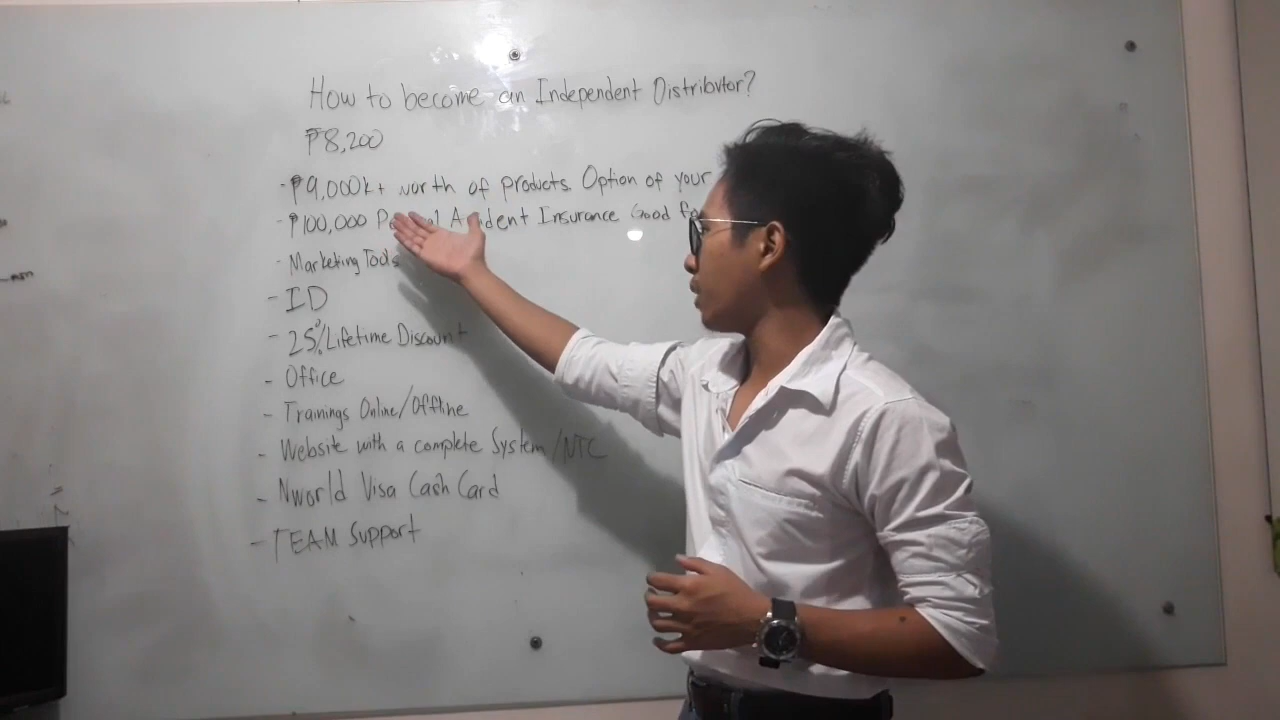 How to become an Independent Distributor?
₱8,200
- ₱9,000k+ worth of products. Option of your
- ₱100,000 Insurance Good
- Marketing Tools
- ID
- 25% Lifetime Discount
- Office
- Trainings Online/Offline
- Website with a complete System/NTC
- Nworld Visa Cash Card
- TEAM Support